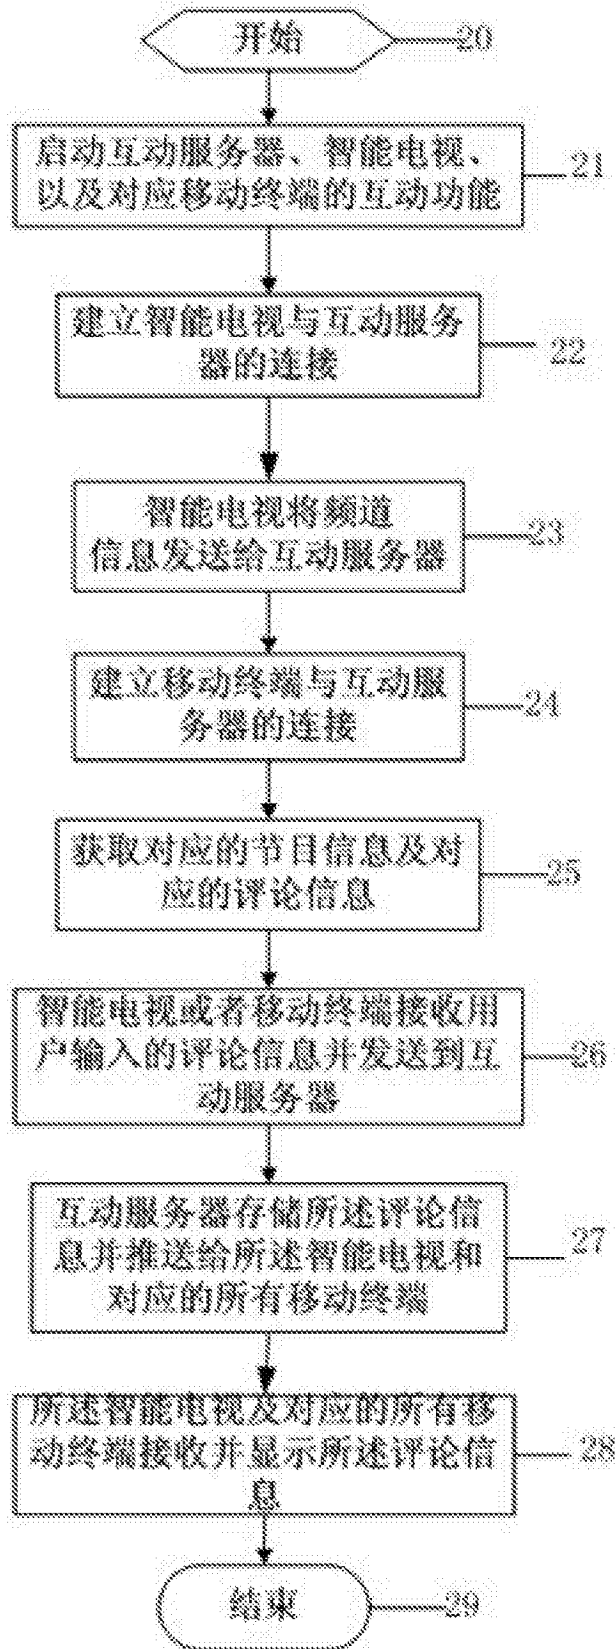 开始
20
启动互动服务器、智能电视、
以及对应移动终端的互动功能
21
建立智能电视与互动服务
器的连接
22
智能电视将频道
信息发送给互动服务器
23
建立移动终端与互动服
务器的连接
24
获取对应的节目信息及对
应的评论信息
25
智能电视或者移动终端接收用
户输入的评论信息并发送到互
动服务器
26
互动服务器存储所述评论信
息并推送给所述智能电视和
对应的所有移动终端
27
所述智能电视及对应的所有移
动终端接收并显示所述评论信
息
28
结束
29